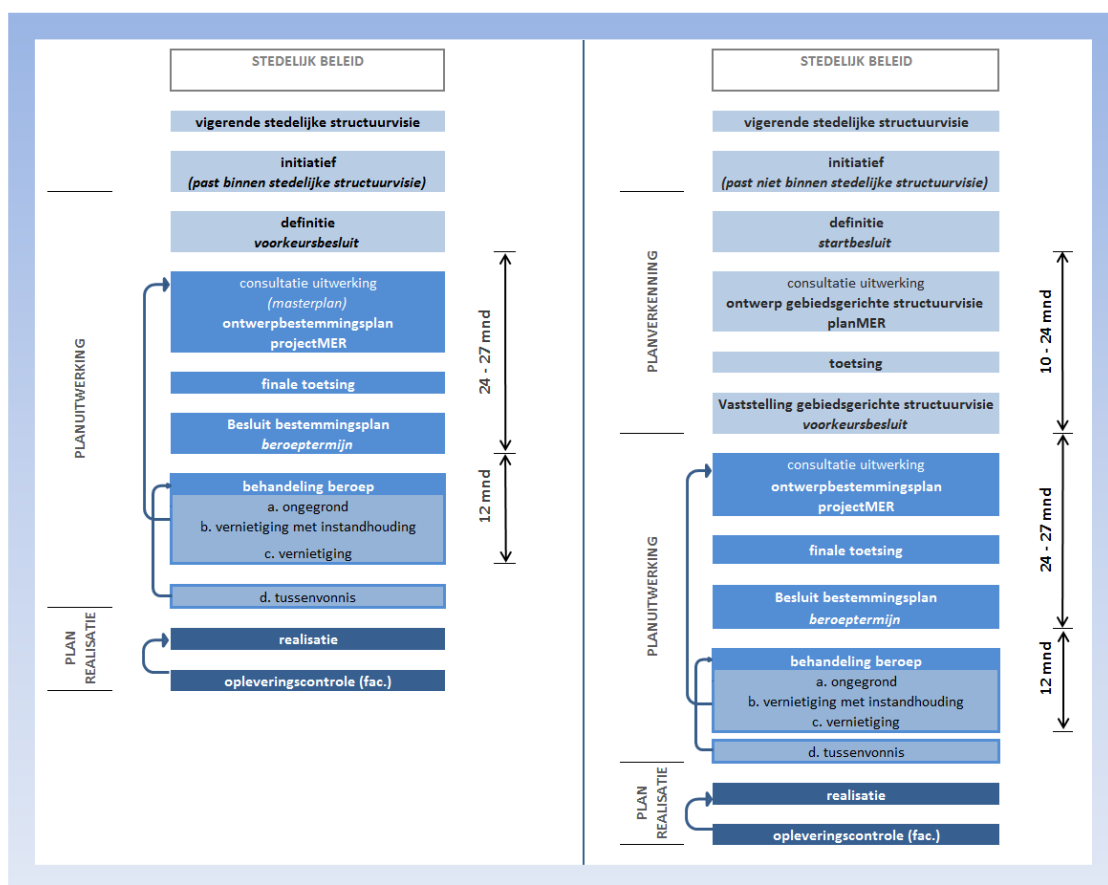 STEDELIJK BELEID
vigerende stedelijke structuurvisie
initiatief
(past binnen stedelijke structuurvisie)
definitie
voorkeursbesluit
consultatie uitwerking
(masterplan)
ontwerpbestemmingsplan
projectMER
finale toetsing
Besluit bestemmingsplan
beroeptermijn
behandeling beroep
a. ongegrond
b. vernietiging met instandhouding
c. vernietiging
d. tussenvonnis
realisatie
opleveringscontrole (fac.)
PLANUITWERKING
PLAN
REALISATIE
24 - 27 mnd
12 mnd
STEDELIJK BELEID
vigerende stedelijke structuurvisie
initiatief
(past niet binnen stedelijke structuurvisie)
definitie
startbesluit
consultatie uitwerking
ontwerp gebiedsgerichte structuurvisie
planMER
toetsing
Vaststelling gebiedsgerichte structuurvisie
voorkeursbesluit
consultatie uitwerking
ontwerpbestemmingsplan
projectMER
finale toetsing
Besluit bestemmingsplan
beroeptermijn
behandeling beroep
a. ongegrond
b. vernietiging met instandhouding
c. vernietiging
d. tussenvonnis
realisatie
opleveringscontrole (fac.)
PLANVERKENNING
PLANUITWERKING
PLAN
REALISATIE
10 - 24 mnd
24 - 27 mnd
12 mnd